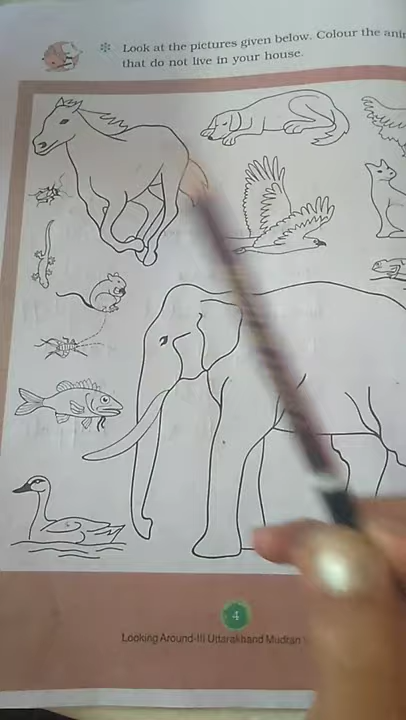 ✻ Look at the pictures given below. Colour the
that do not live in your house.
4
Looking Around-III Uttarakhand Mudran